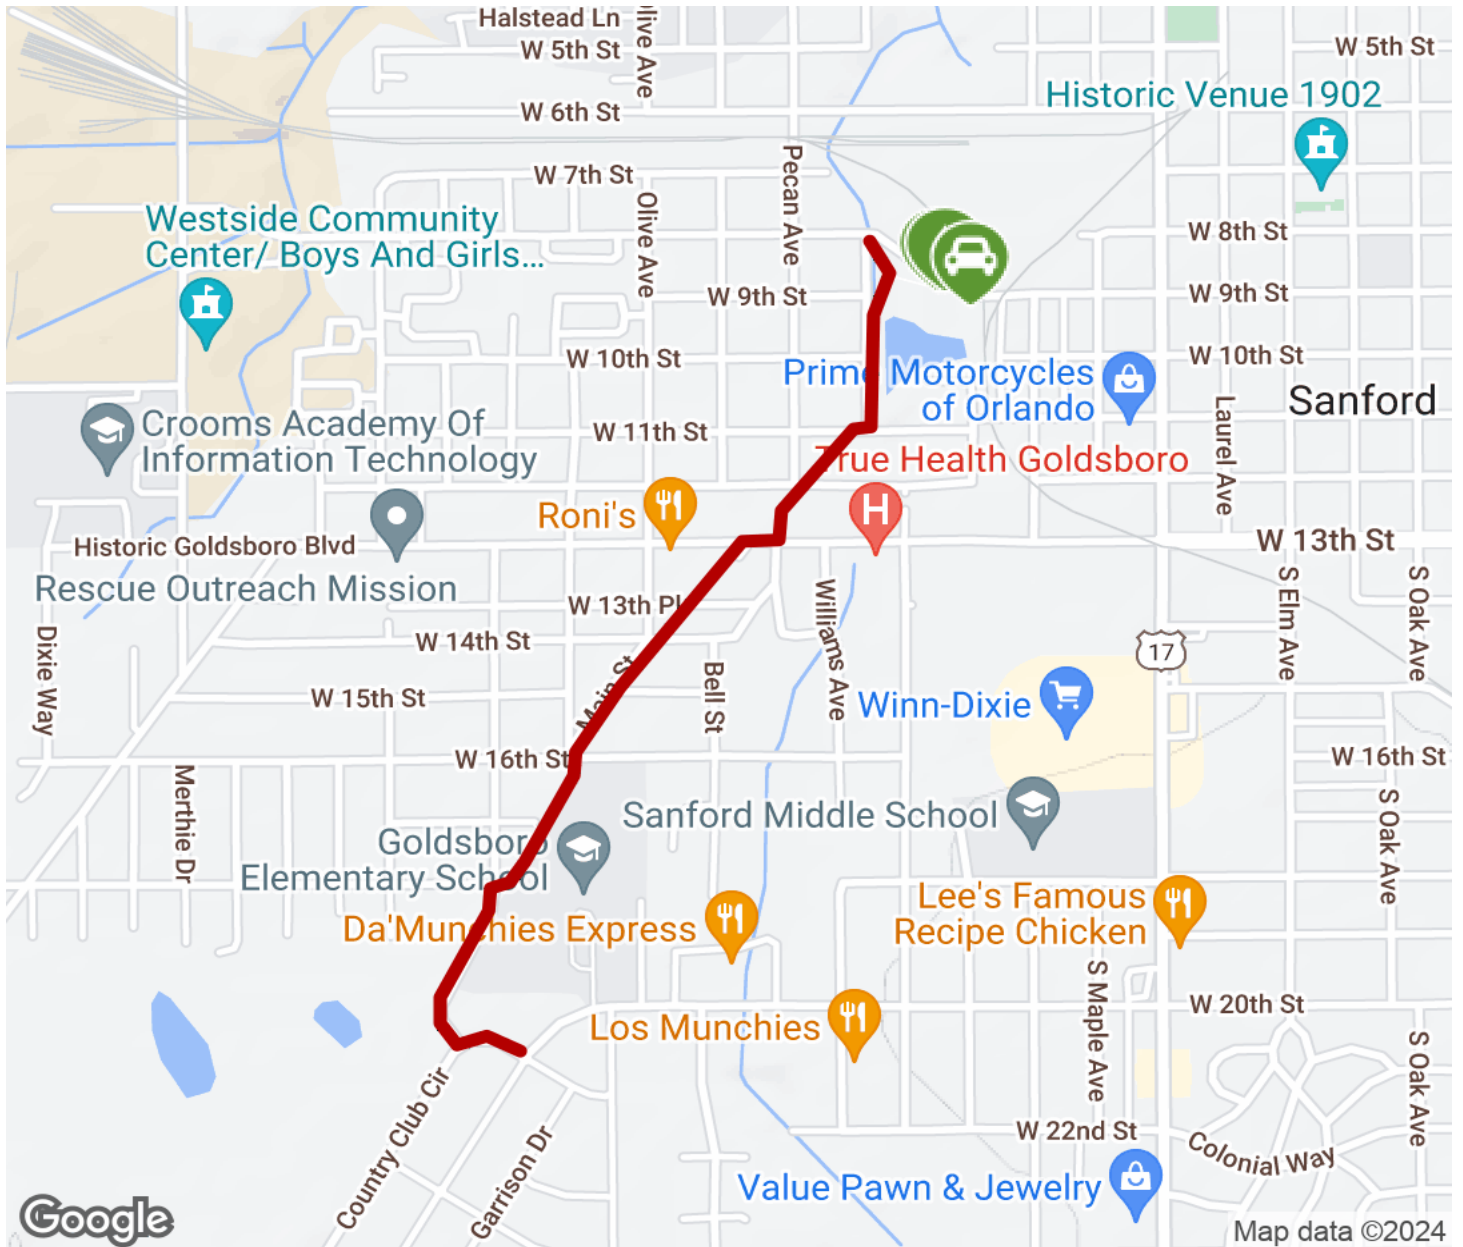 Halstead Ln
Olive Ave
W 5th St
W 5th St
W 6th St
Historic Venue 1902
Pecan Ave
W 7th St
Olive Ave
Westside Community
Center/ Boys And Girls...
W 8th St
W 9th St
W 9th St
W 10th St
W 10th St
Prime Motorcycles
of Orlando
Laurel Ave
Sanford
Crooms Academy Of
Information Technology
W 11th St
True Health Goldsboro
H
Roni's
Historic Goldsboro Blvd
W 13th St
Rescue Outreach Mission
W 13th Pl
Williams Ave
S Elm Ave
S Oak Ave
Dixie Way
W 14th St
17
Main St
Bell St
W 15th St
Winn-Dixie
W 16th St
W 16th St
Merthie Dr
Sanford Middle School
S Oak Ave
Goldsboro
Elementary School
Lee's Famous
Recipe Chicken
Da'Munchies Express
S Maple Ave
W 20th St
Los Munchies
S Oak Ave
Country Club Cir
Garrison Dr
W 22nd St
Colonial Way
Value Pawn & Jewelry
Google
Map data ©2024